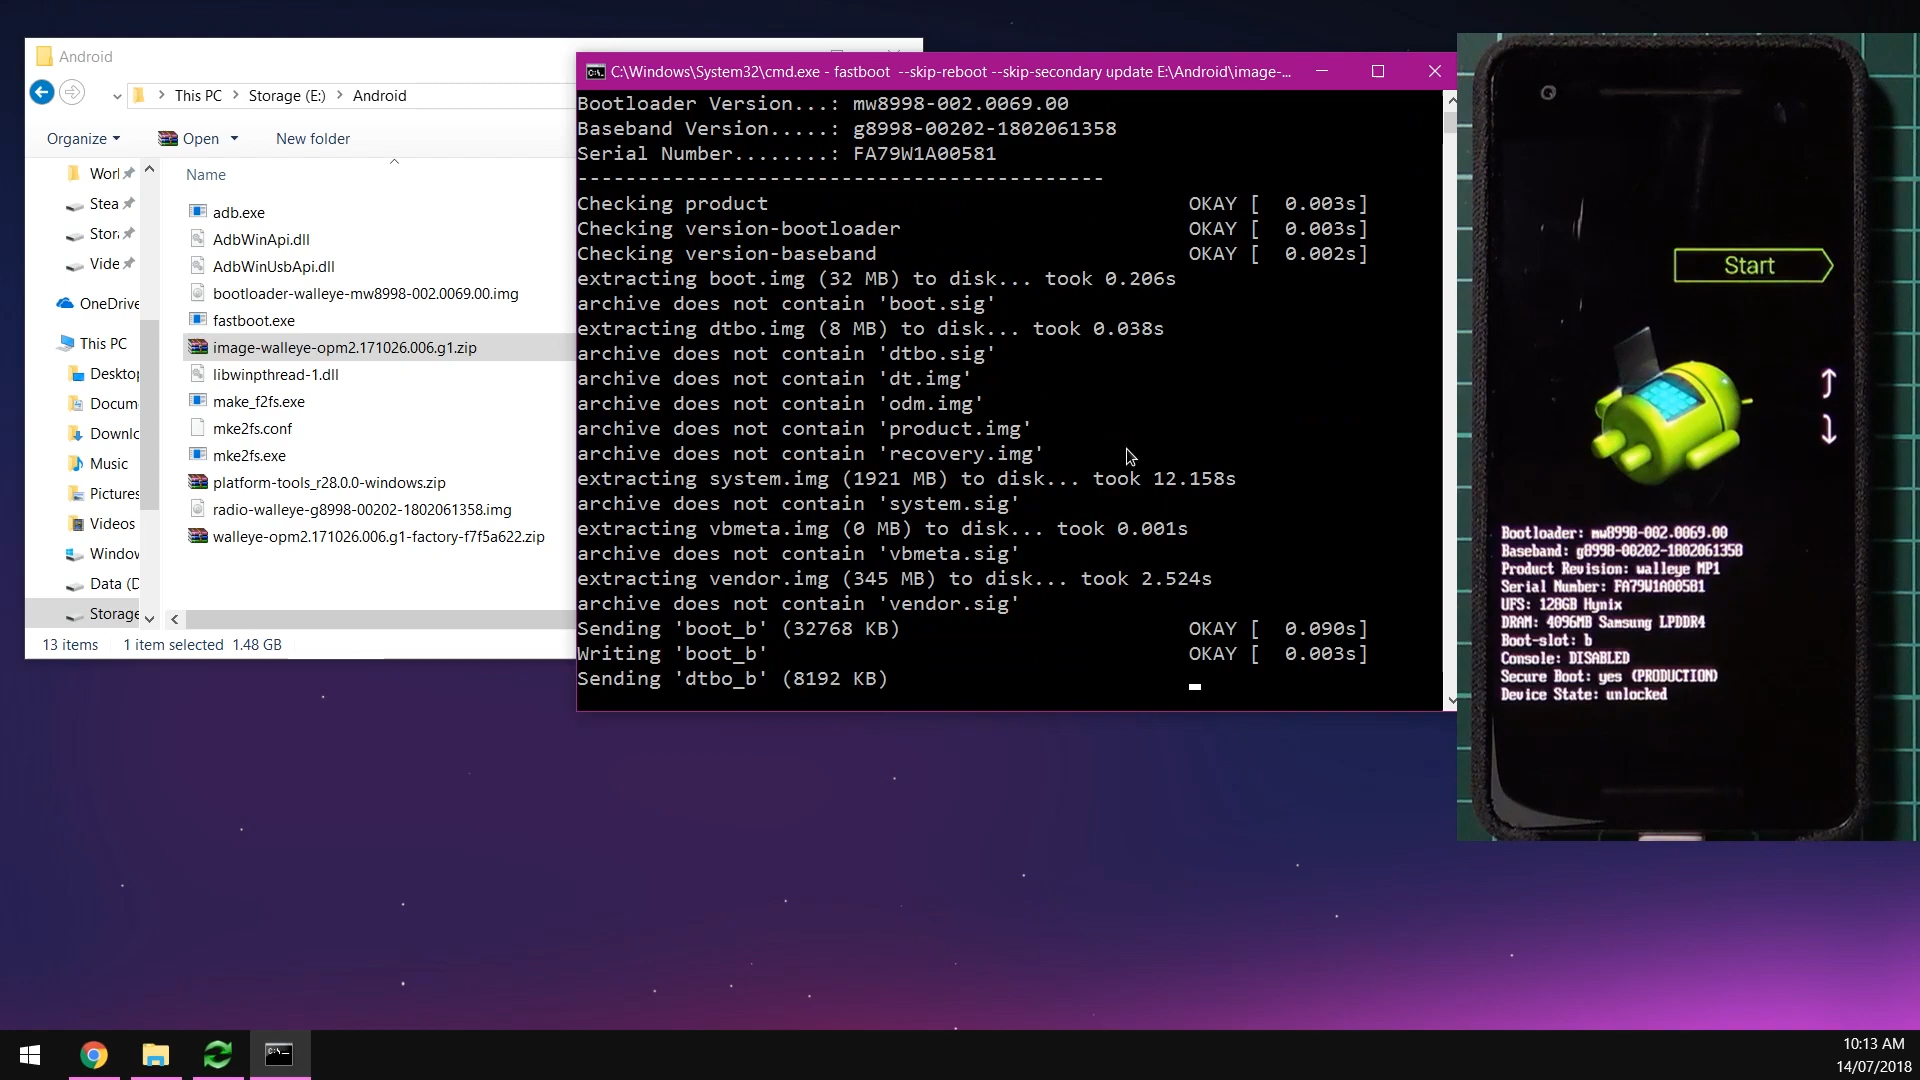 Android
This PC
Storage (E:)
Android
Organize
Open
New folder
Name
adb.exe
AdbWinApi.dll
AdbWinUsbApi.dll
bootloader-walleye-mw8998-002.0069.00.img
fastboot.exe
image-walleye-opm2.171026.006.g1.zip
libwinpthread-1.dll
make_f2fs.exe
mke2fs.conf
mke2fs.exe
platform-tools_r28.0.0-windows.zip
radio-walleye-g8998-00202-1802061358.img
walleye-opm2.171026.006.g1-factory-f7f5a622.zip
Worl
Stea
Stor
Vide
OneDrive
This PC
Desktop
Docum
Downlo
Music
Pictures
Videos
Window
Data (D
Storage
13 items 1 item selected 1.48 GB
C:\Windows\System32\cmd.exe - fastboot --skip-reboot --skip-secondary update E:\Android\image-...
Bootloader Version...: mw8998-002.0069.00
Baseband Version.....: g8998-00202-1802061358
Serial Number........: FA79W1A00581
--------------------------------------------
Checking product OKAY [ 0.003s]
Checking version-bootloader OKAY [ 0.003s]
Checking version-baseband OKAY [ 0.002s]
extracting boot.img (32 MB) to disk... took 0.206s
archive does not contain 'boot.sig'
extracting dtbo.img (8 MB) to disk... took 0.038s
archive does not contain 'dtbo.sig'
archive does not contain 'dt.img'
archive does not contain 'odm.img'
archive does not contain 'product.img'
archive does not contain 'recovery.img'
extracting system.img (1921 MB) to disk... took 12.158s
archive does not contain 'system.sig'
extracting vbmeta.img (0 MB) to disk... took 0.001s
archive does not contain 'vbmeta.sig'
extracting vendor.img (345 MB) to disk... took 2.524s
archive does not contain 'vendor.sig'
Sending 'boot_b' (32768 KB) OKAY [ 0.090s]
Writing 'boot_b' OKAY [ 0.003s]
Sending 'dtbo_b' (8192 KB)
Start
Bootloader: mw8998-002.0069.00
Baseband: g8998-00202-1802061358
Product Revision: walleye MP1
Serial Number: FA79W1A00581
UFS: 128GB Hynix
DRAM: 4096MB Samsung LPDDR4
Boot-slot: b
Console: DISABLED
Secure Boot: yes (PRODUCTION)
Device State: unlocked
10:13 AM
14/07/2018